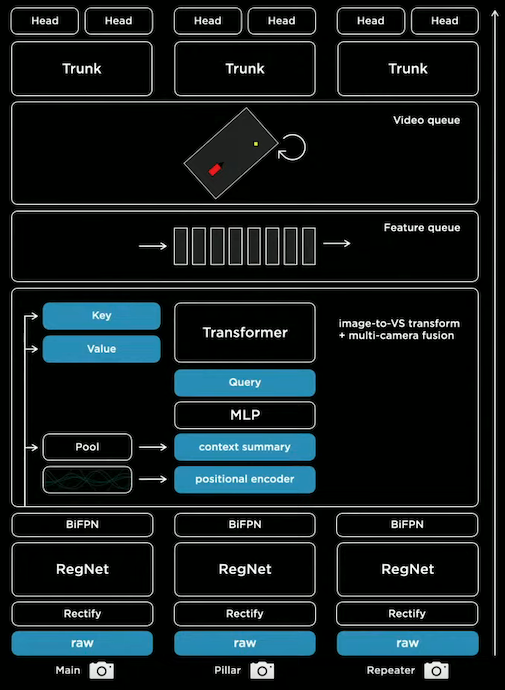 Head Head Head Head Head Head
Trunk Trunk Trunk
Video queue
Feature queue
Key
Value
Transformer
image-to-VS transform
+ multi-camera fusion
Query
MLP
Pool
context summary
positional encoder
BiFPN BiFPN BiFPN
RegNet RegNet RegNet
Rectify Rectify Rectify
raw raw raw
Main Pillar Repeater